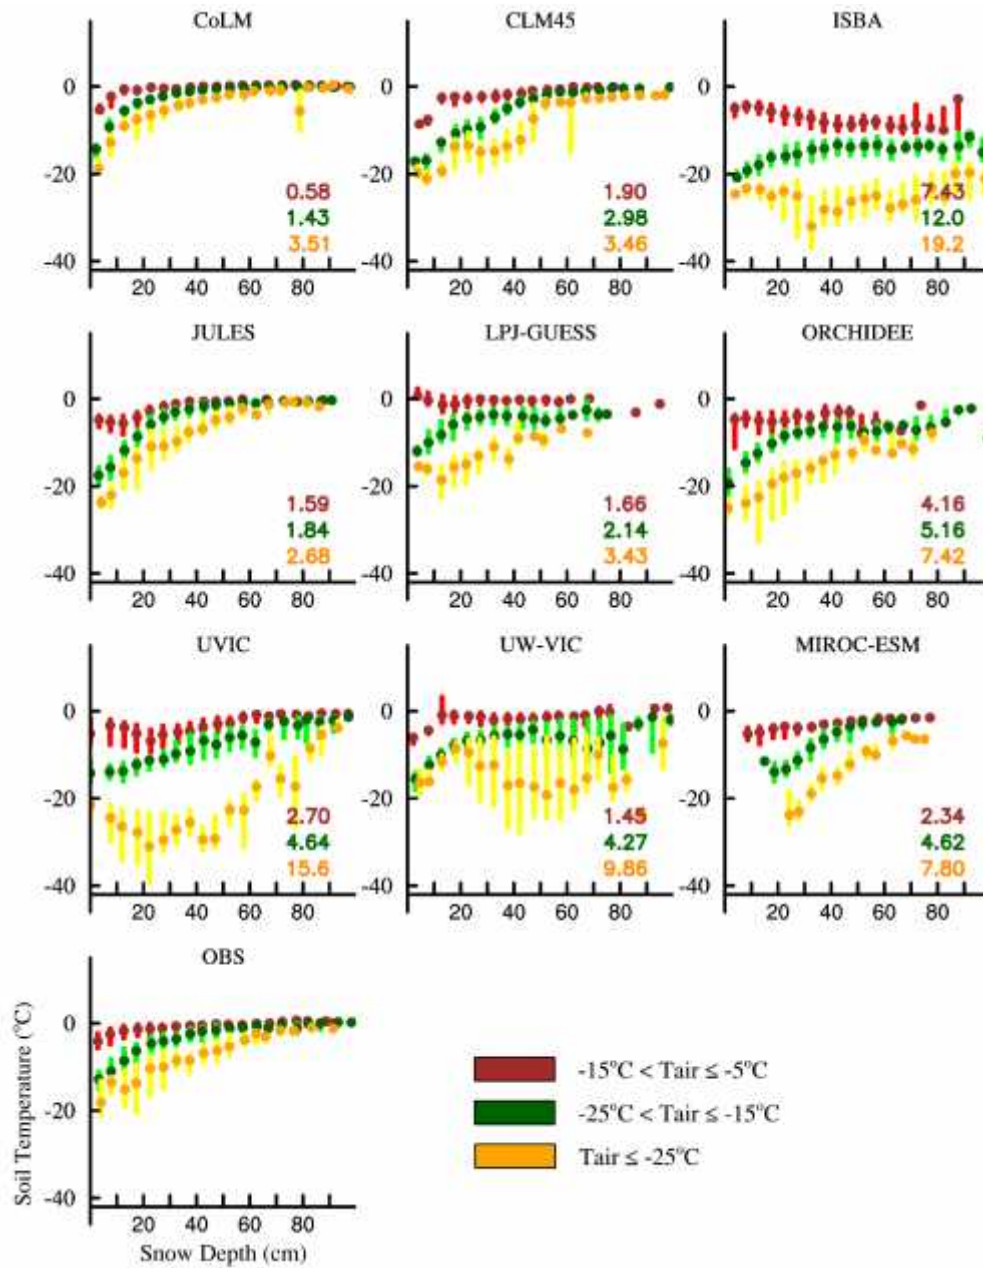 CoLM CLM45 ISBA
0 0 0
-20 -20 -20
0.58 1.90 7.43
1.43 2.98 12.0
3.51 3.46 19.2
-40 -40 -40
20 40 60 80 20 40 60 80 20 40 60 80
JULES LPJ-GUESS ORCHIDEE
0 0 0
-20 -20 -20
1.59 1.66 4.16
1.84 2.14 5.16
2.68 3.43 7.42
-40 -40 -40
20 40 60 80 20 40 60 80 20 40 60 80
UVIC UW-VIC MIROC-ESM
0 0 0
-20 -20 -20
2.70 1.45 2.34
4.64 4.27 4.62
15.6 9.86 7.80
-40 -40 -40
20 40 60 80 20 40 60 80 20 40 60 80
OBS
Soil Temperature (°C)
0
-20
-40
20 40 60 80
Snow Depth (cm)
-15°C < Tair ≤ -5°C
-25°C < Tair ≤ -15°C
Tair ≤ -25°C